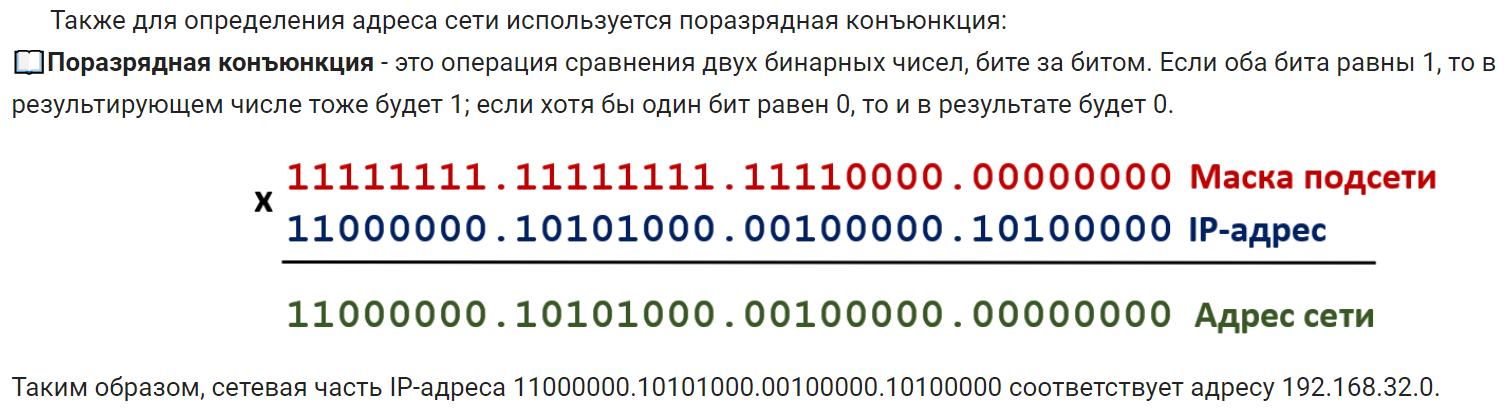 Также для определения адреса сети используется поразрядная конъюнкция:
📖Поразрядная конъюнкция - это операция сравнения двух бинарных чисел, бите за битом. Если оба бита равны 1, то в
результирующем числе тоже будет 1; если хотя бы один бит равен 0, то и в результате будет 0.
11111111.11111111.11110000.00000000 Маска подсети
x
11000000.10101000.00100000.10100000 IP-адрес
11000000.10101000.00100000.00000000 Адрес сети
Таким образом, сетевая часть IP-адреса 11000000.10101000.00100000.10100000 соответствует адресу 192.168.32.0.